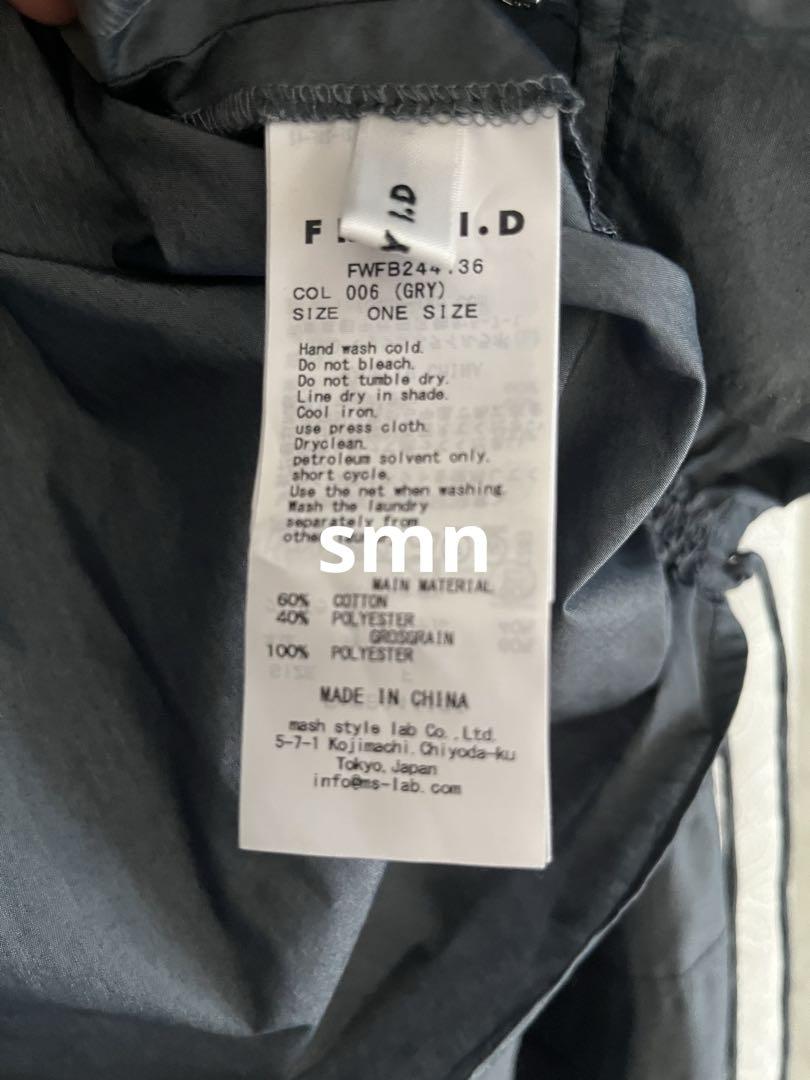 Y I.D
F I.D
FWFB244 36
COL 006 (GRY)
SIZE ONE SIZE
Hand wash cold.
Do not bleach.
Do not tumble dry.
Line dry in shade.
Cool iron.
use press cloth.
Dryclean.
petroleum solvent only.
short cycle.
Use the net when washing.
Wash the laundry
separately from
smn
MAIN MATERIAL
60% COTTON
40% POLYESTER
GROSGRAIN
100% POLYESTER
MADE IN CHINA
mash style lab Co.,Ltd.
5-7-1 Kojimachi.Chiyoda-ku
Tokyo,Japan
info@ms-lab.com